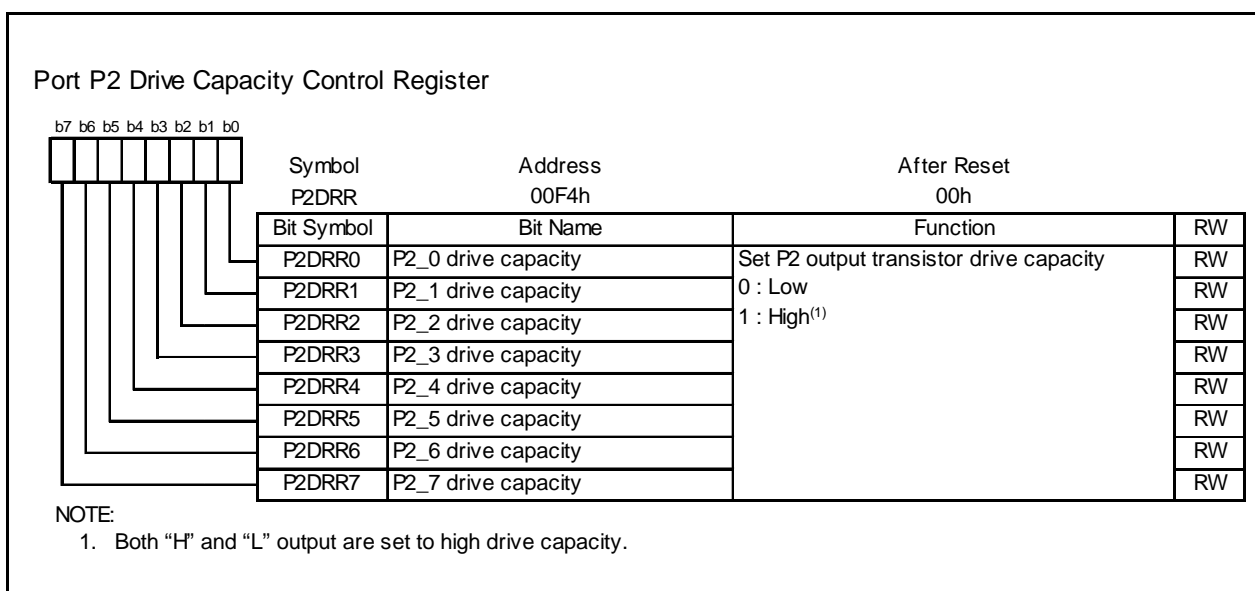 Port P2 Drive Capacity Control Register
b7 b6 b5 b4 b3 b2 b1 b0
Symbol Address After Reset
P2DRR 00F4h 00h
Bit Symbol Bit Name Function RW
P2DRR0 P2_0 drive capacity Set P2 output transistor drive capacity RW
P2DRR1 P2_1 drive capacity 0 : Low RW
P2DRR2 P2_2 drive capacity 1 : High(1) RW
P2DRR3 P2_3 drive capacity RW
P2DRR4 P2_4 drive capacity RW
P2DRR5 P2_5 drive capacity RW
P2DRR6 P2_6 drive capacity RW
P2DRR7 P2_7 drive capacity RW
NOTE:
1. Both “H” and “L” output are set to high drive capacity.